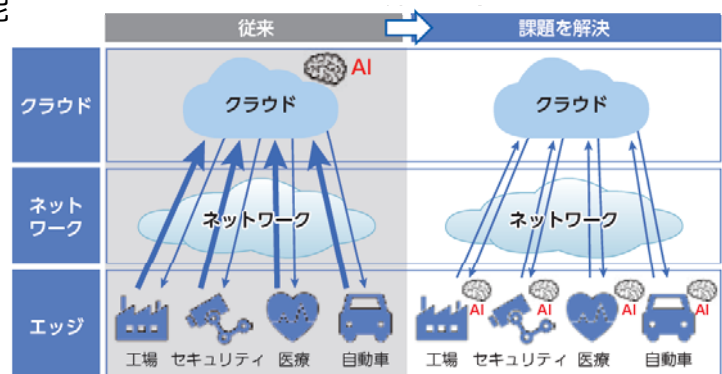 能
従来
課題を解決
クラウド
クラウド
AI
クラウド
ネット
ワーク
ネットワーク
ネットワーク
エッジ
AI
AI
AI
AI
工場 セキュリティ 医療 自動車
工場 セキュリティ 医療 自動車